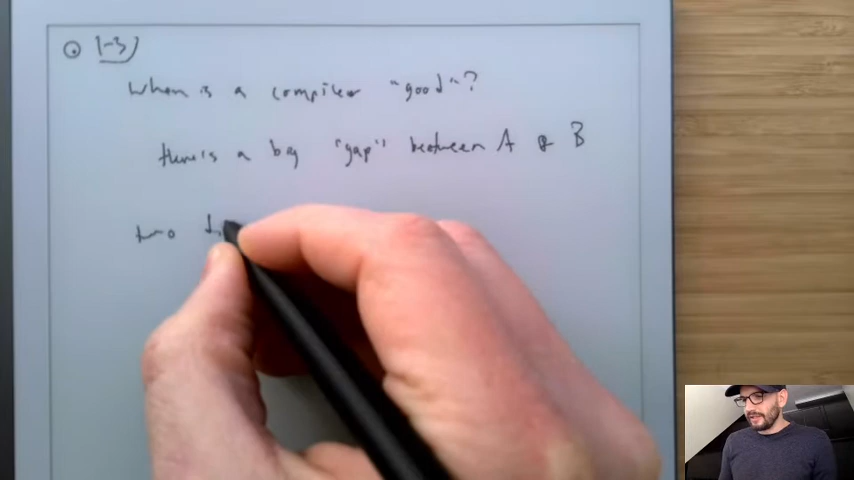 1-3)
When is a compiler "good"?
there's a big "gap" between A & B
two